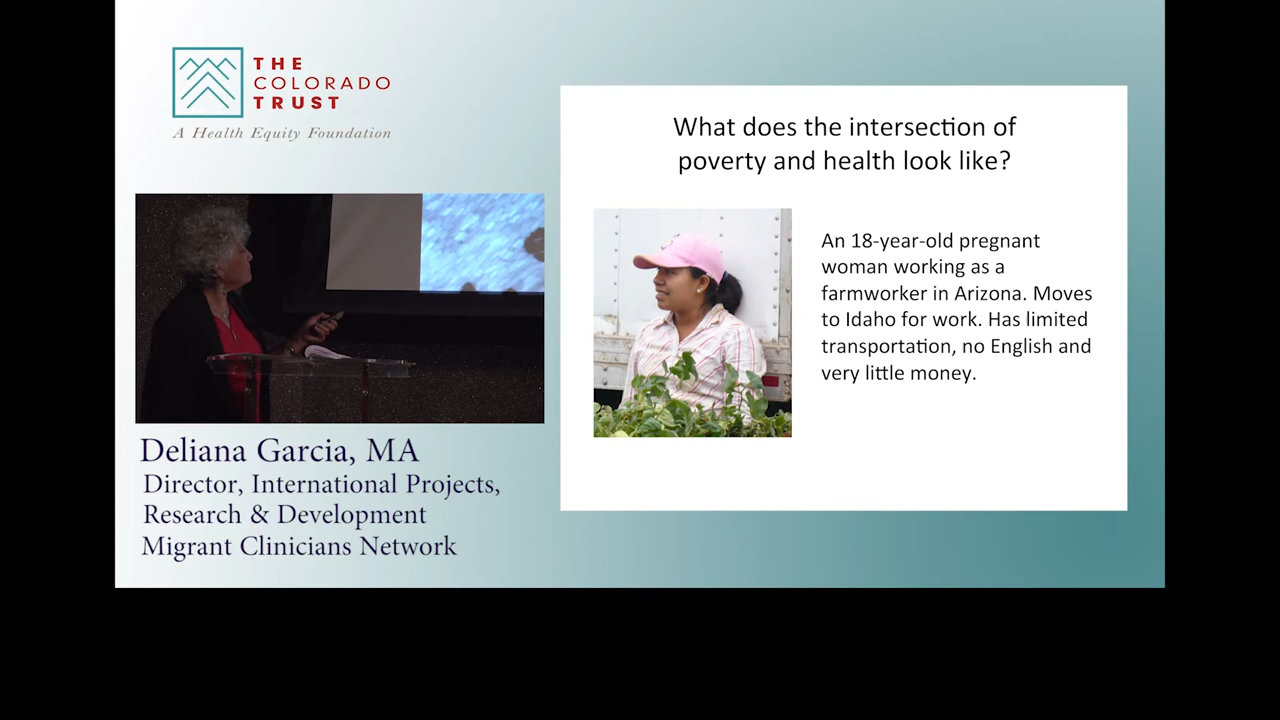 THE
COLORADO
TRUST
A Health Equity Foundation
What does the intersection of
poverty and health look like?
An 18-year-old pregnant
woman working as a
farmworker in Arizona. Moves
to Idaho for work. Has limited
transportation, no English and
very little money.
Deliana Garcia, MA
Director, International Projects,
Research & Development
Migrant Clinicians Network